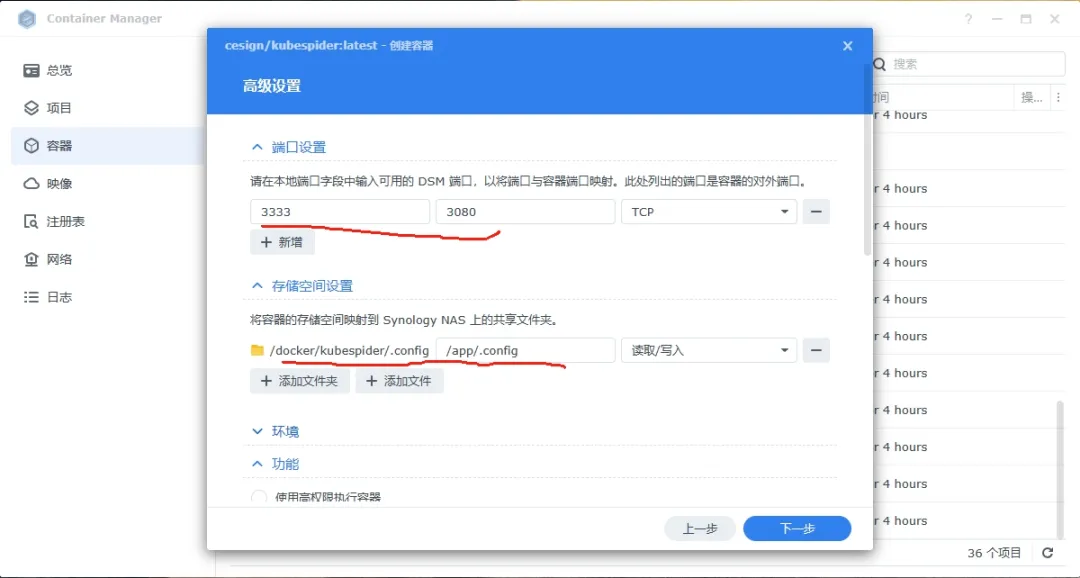 Container Manager
总览
项目
容器
映像
注册表
网络
日志
cesign/kubespider:latest - 创建容器
高级设置
端口设置
请在本地端口字段中输入可用的 DSM 端口，以将端口与容器端口映射。此处列出的端口是容器的对外端口。
3333 3080 TCP
新增
存储空间设置
将容器的存储空间映射到 Synology NAS 上的共享文件夹。
/docker/kubespider/.config /app/.config 读取/写入
添加文件夹 添加文件
环境
功能
使用高权限执行容器
上一步 下一步
搜索
时间 操...
r 4 hours
r 4 hours
r 4 hours
r 4 hours
r 4 hours
r 4 hours
r 4 hours
r 4 hours
r 4 hours
r 4 hours
r 4 hours
36 个项目